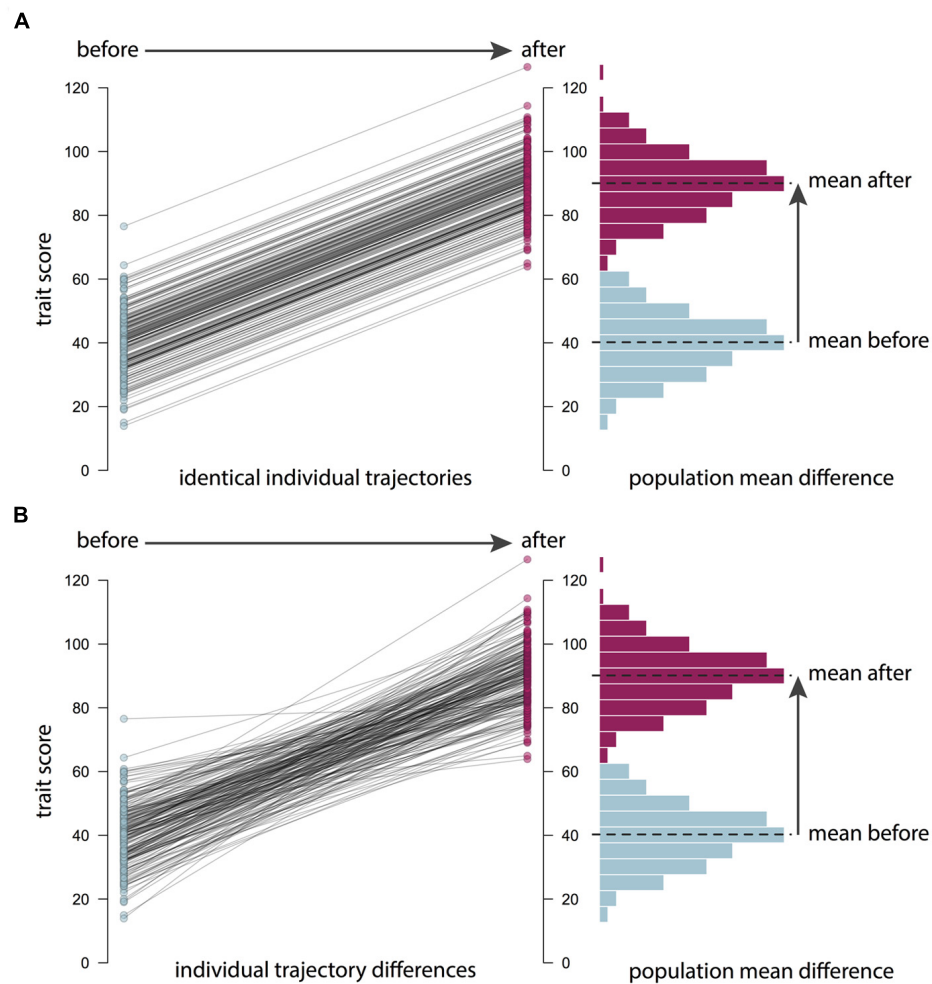 A
before
after
120
100
80
60
40
20
0
trait score
120
100
80
60
40
20
0
mean after
mean before
identical individual trajectories
population mean difference
B
before
after
120
100
80
60
40
20
0
trait score
120
100
80
60
40
20
0
mean after
mean before
individual trajectory differences
population mean difference